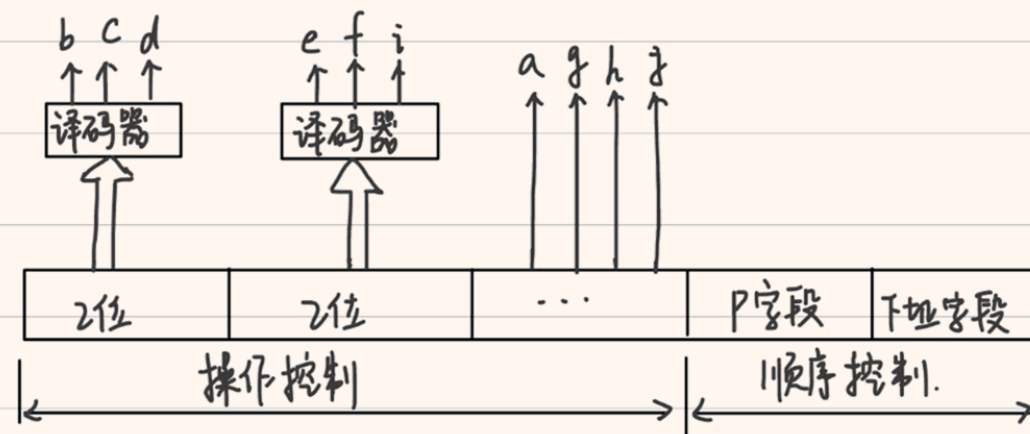 b c d e f i
a g h j
译码器 译码器
2位 2位 ... P字段 下址字段
操作控制 顺序控制.